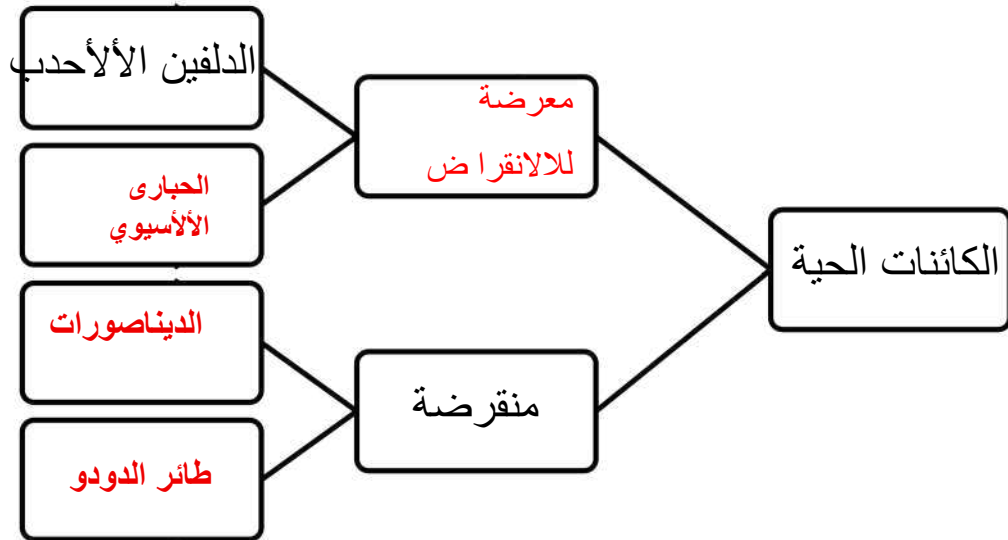 الكائنات الحية
معرضة
للالانقرا ض
الدلفين الألأحدب
الحبارى
الألأسيوي
منقرضة
الديناصورات
طائر الدودو